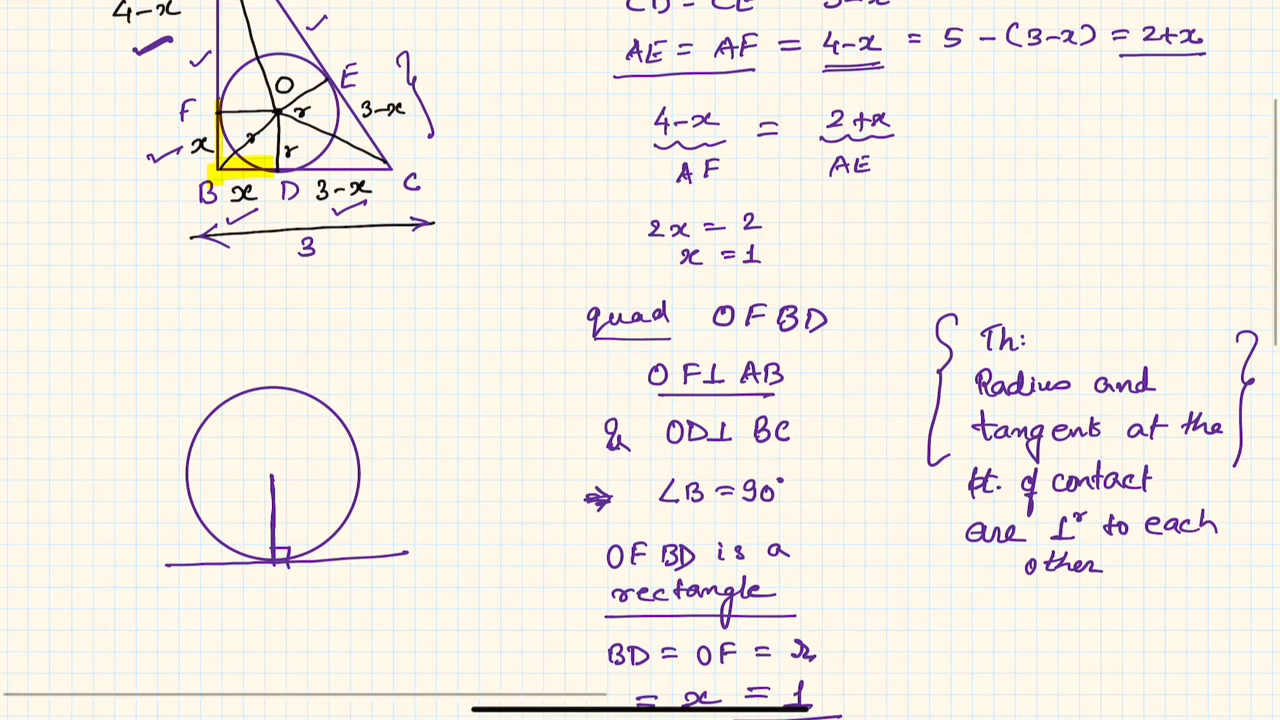 4-x
O
E
F
r
3-x
x
r
r
B x D 3-x C
3
AE = AF = 4-x = 5 - (3-x) = 2+x
4-x = 2+x
AF AE
2x = 2
x = 1
quad OFBD
OF⊥ AB
& OD⊥ BC
⇒ ∠B = 90°
OFBD is a
rectangle
BD = OF = r
= x = 1
Th:
Radius and
tangents at the
pt. of contact
are ⊥r to each
other